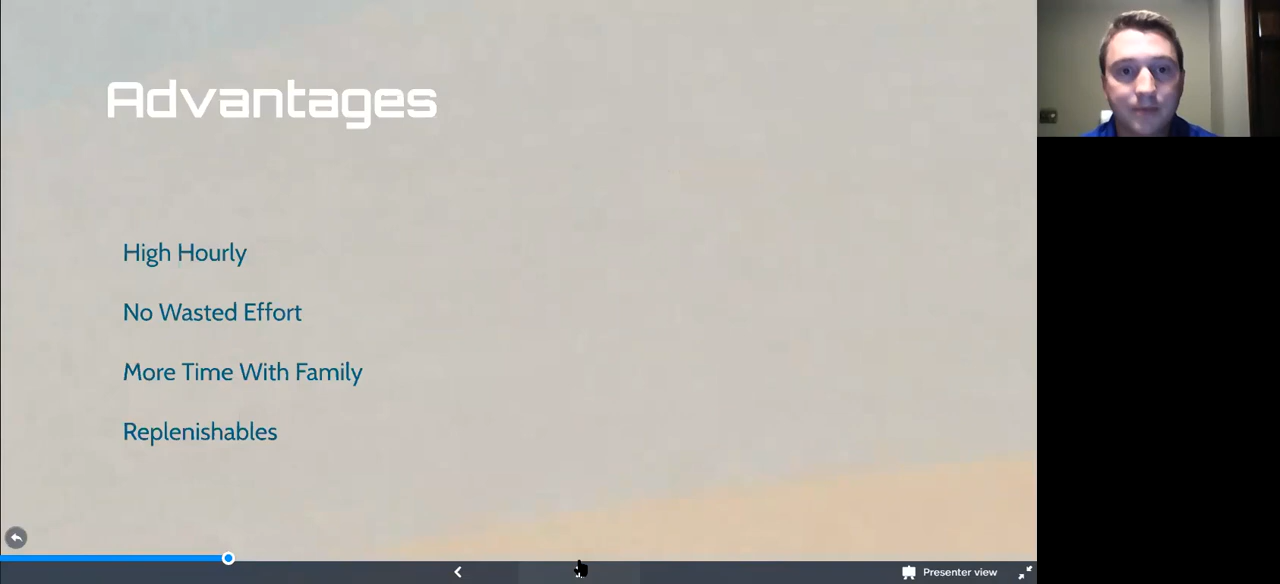 Advantages
High Hourly
No Wasted Effort
More Time With Family
Replenishables
Presenter view